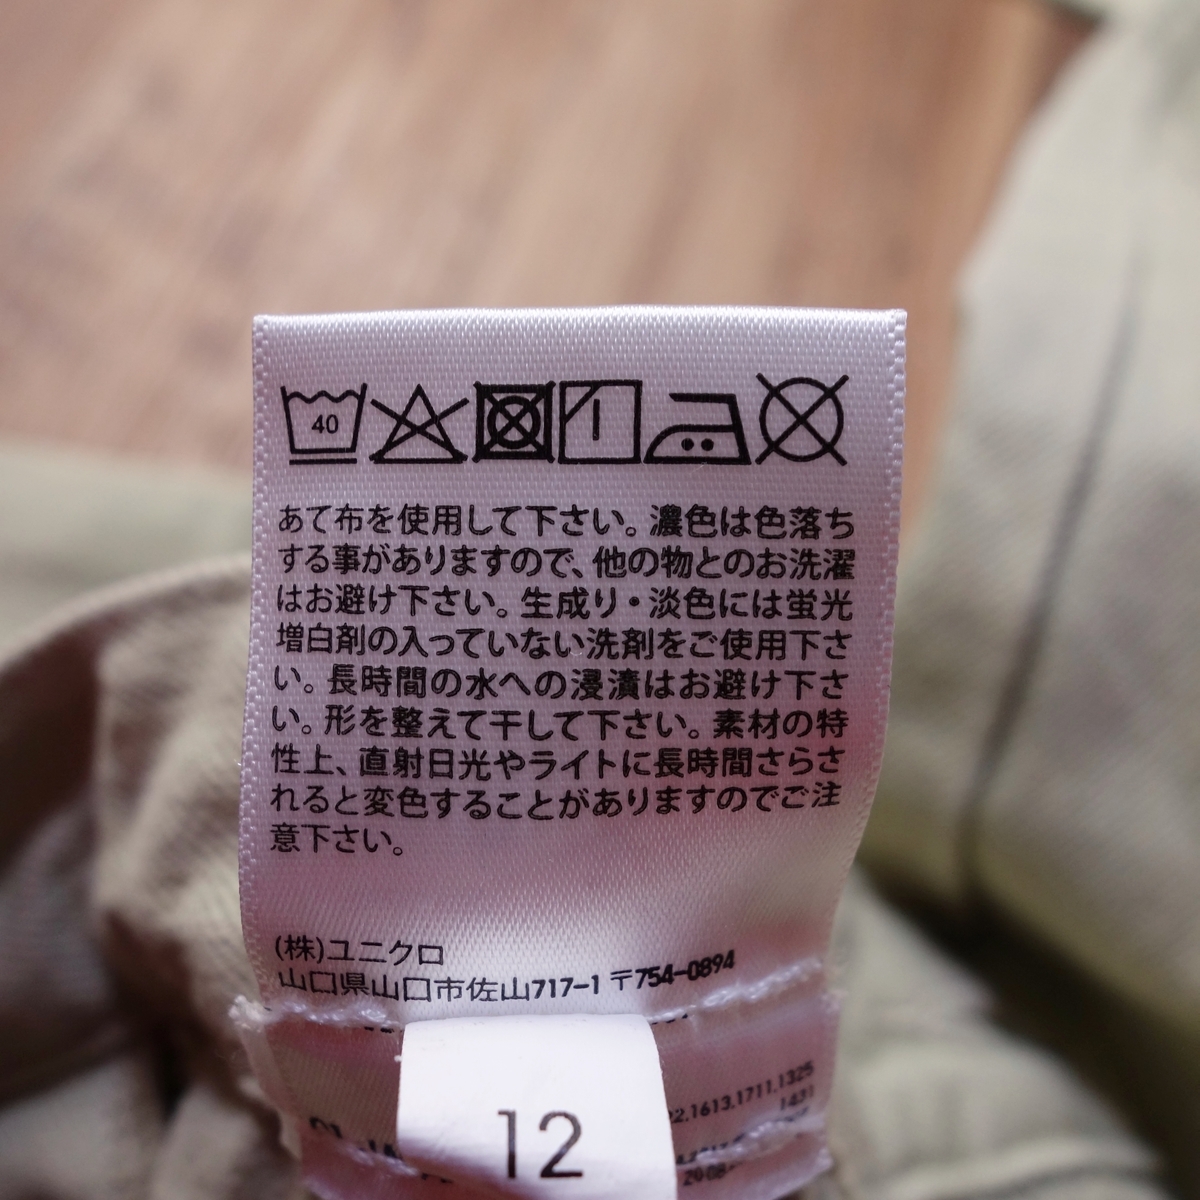 40
あて布を使用して下さい。濃色は色落ち
する事がありますので、他の物とのお洗濯
はお避け下さい。生成り・淡色には蛍光
増白剤の入っていない洗剤をご使用下さ
い。長時間の水への浸漬はお避け下さ
い。形を整えて干して下さい。素材の特
性上、直射日光やライトに長時間さらさ
れると変色することがありますのでご注
意下さい。
(株)ユニクロ
山口県山口市佐山717-1 〒754-0894
22.1613.1711.1325
1431
12